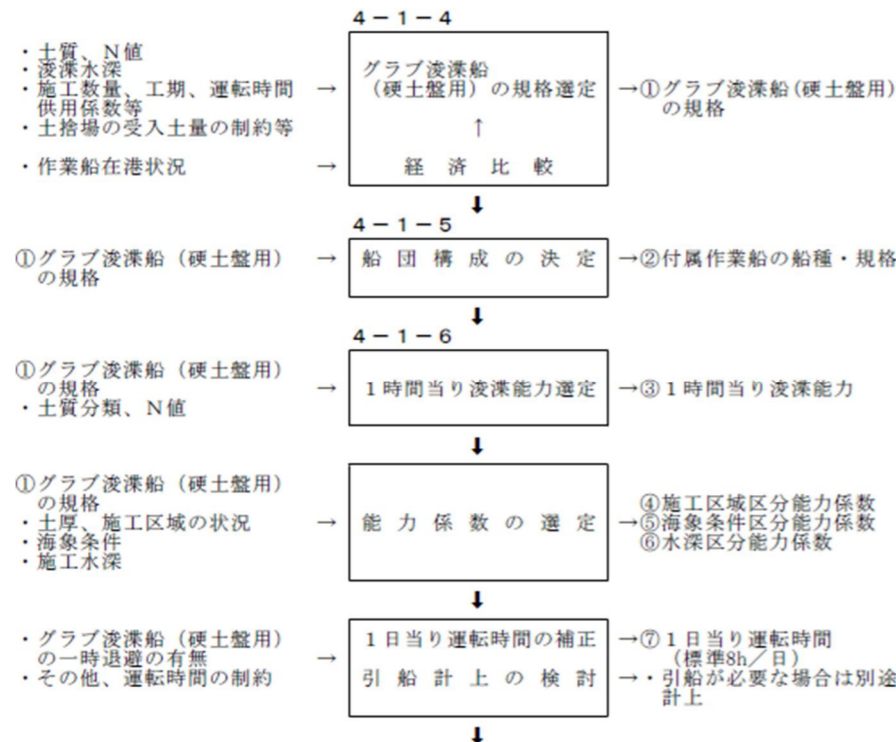 4－1－4
・土質、N値
・浚渫水深
・施工数量、工期、運転時間
供用係数等
・土捨場の受入土量の制約等
・作業船在港状況
→
→
グラブ浚渫船
（硬土盤用）の規格選定
↑
経済比較
→①グラブ浚渫船(硬土盤用)
の規格
⬇
4－1－5
①グラブ浚渫船（硬土盤用）
の規格
→
船団構成の決定
→②付属作業船の船種・規格
⬇
4－1－6
①グラブ浚渫船（硬土盤用）
の規格
・土質分類、N値
→
1時間当り浚渫能力選定
→③1時間当り浚渫能力
⬇
①グラブ浚渫船（硬土盤用）
の規格
・土厚、施工区域の状況
・海象条件
・施工水深
→
能力係数の選定
→
④施工区域区分能力係数
⑤海象条件区分能力係数
⑥水深区分能力係数
⬇
・グラブ浚渫船（硬土盤用）
の一時退避の有無
・その他、運転時間の制約
→
1日当り運転時間の補正
引船計上の検討
→⑦1日当り運転時間
（標準8h／日）
→・引船が必要な場合は別途
計上
⬇